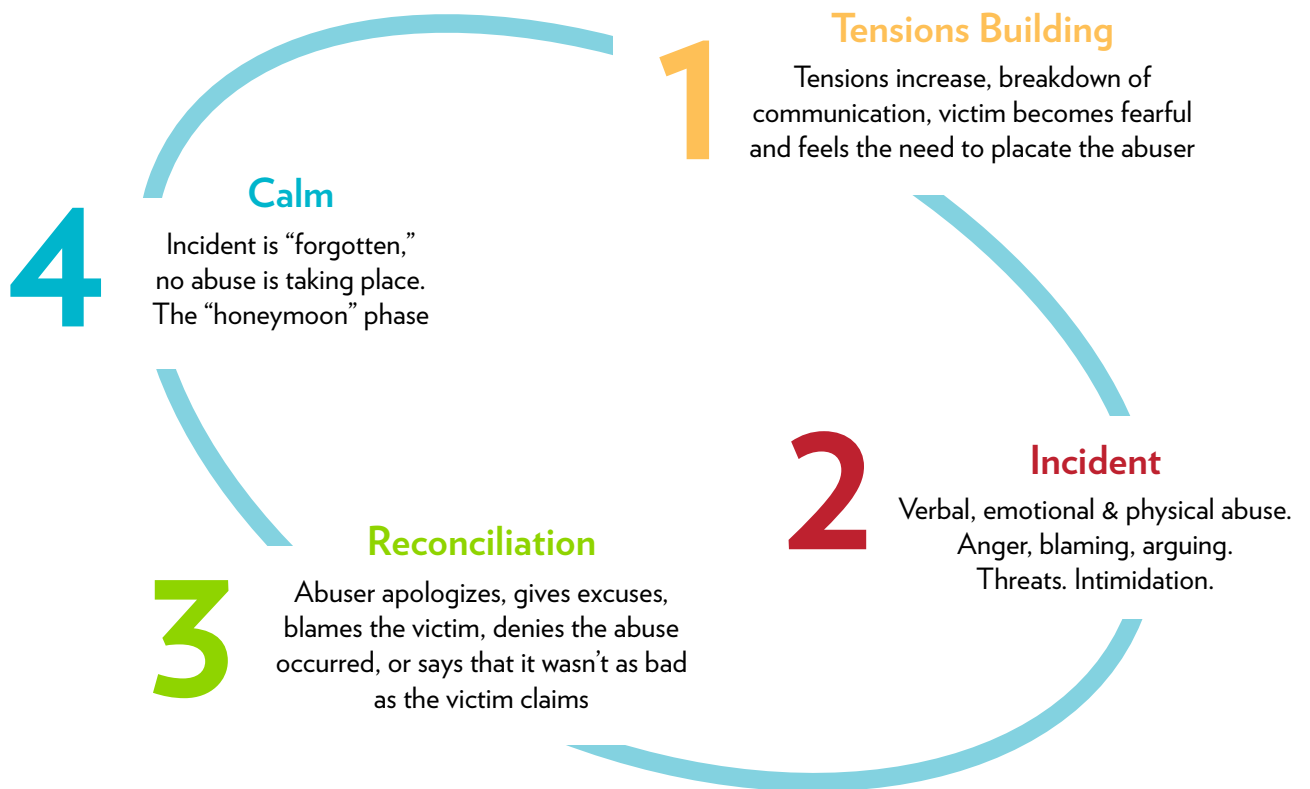 1
Tensions Building
Tensions increase, breakdown of
communication, victim becomes fearful
and feels the need to placate the abuser
2
Incident
Verbal, emotional & physical abuse.
Anger, blaming, arguing.
Threats. Intimidation.
3
Reconciliation
Abuser apologizes, gives excuses,
blames the victim, denies the abuse
occurred, or says that it wasn't as bad
as the victim claims
4
Calm
Incident is “forgotten,”
no abuse is taking place.
The “honeymoon” phase